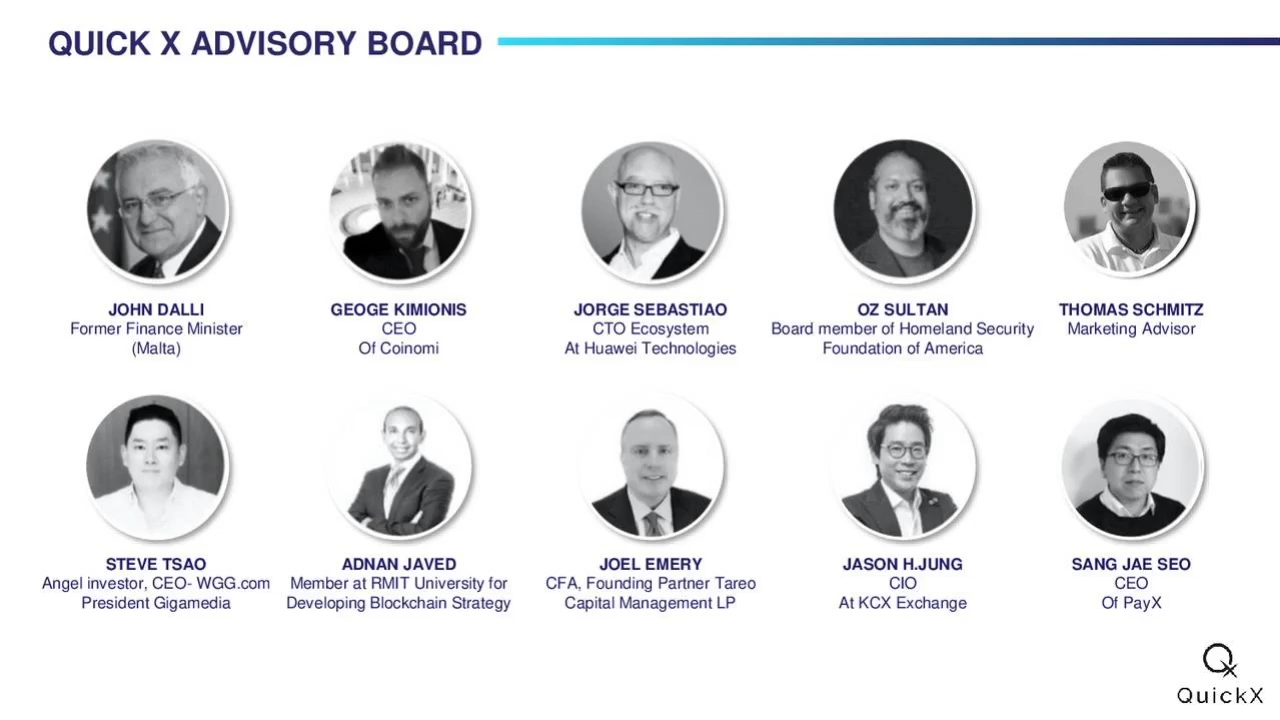 QUICK X ADVISORY BOARD
JOHN DALLI
Former Finance Minister
(Malta)
GEOGE KIMIONIS
CEO
Of Coinomi
JORGE SEBASTIAO
CTO Ecosystem
At Huawei Technologies
OZ SULTAN
Board member of Homeland Security
Foundation of America
THOMAS SCHMITZ
Marketing Advisor
STEVE TSAO
Angel investor, CEO- WGG.com
President Gigamedia
ADNAN JAVED
Member at RMIT University for
Developing Blockchain Strategy
JOEL EMERY
CFA, Founding Partner Tareo
Capital Management LP
JASON H.JUNG
CIO
At KCX Exchange
SANG JAE SEO
CEO
Of PayX
QuickX